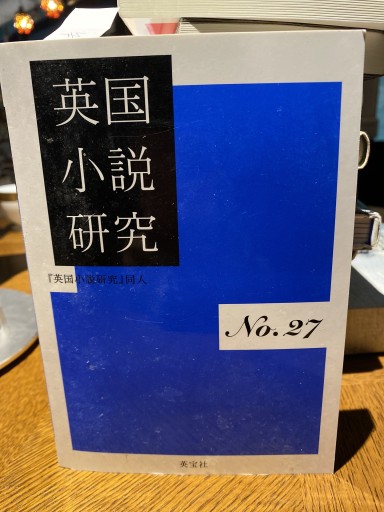 英国
小説
研究
『英国小説研究』同人
No. 27
英宝社